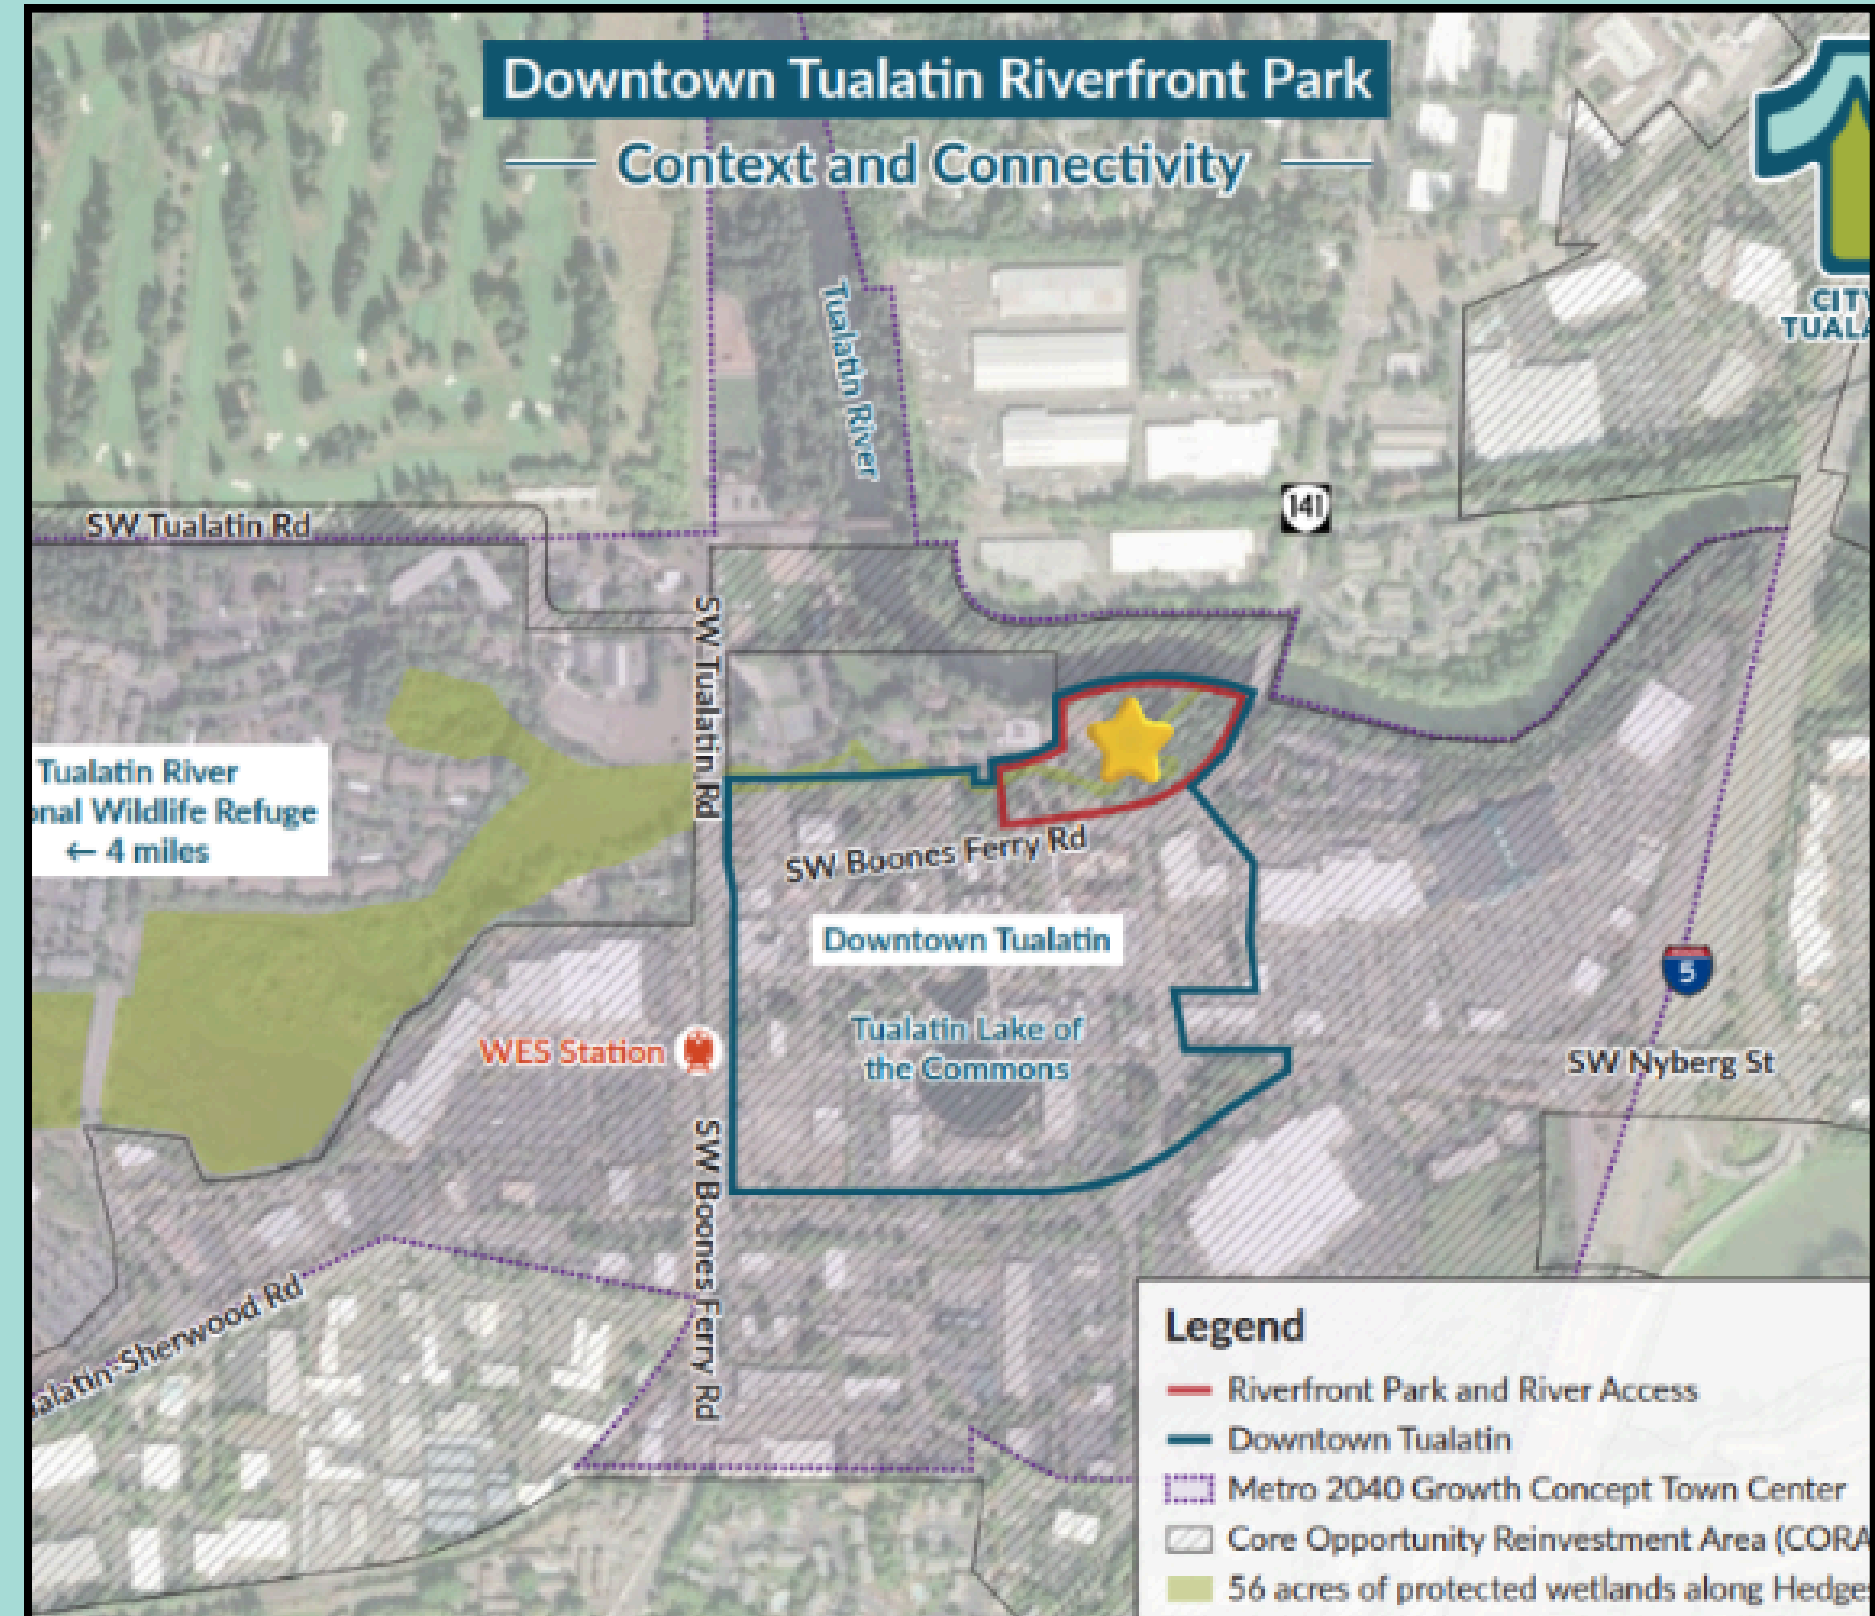 Downtown Tualatin Riverfront Park
Context and Connectivity
CITY
TUALA
Tualatin River
141
SW Tualatin Rd
SW Tualatin Rd
Tualatin River
onal Wildlife Refuge
← 4 miles
SW Boones Ferry Rd
Downtown Tualatin
5
Tualatin Lake of
the Commons
WES Station
SW Nyberg St
SW Boones Ferry Rd
alatin-Sherwood Rd
Legend
Riverfront Park and River Access
Downtown Tualatin
Metro 2040 Growth Concept Town Center
Core Opportunity Reinvestment Area (CORA
56 acres of protected wetlands along Hedge